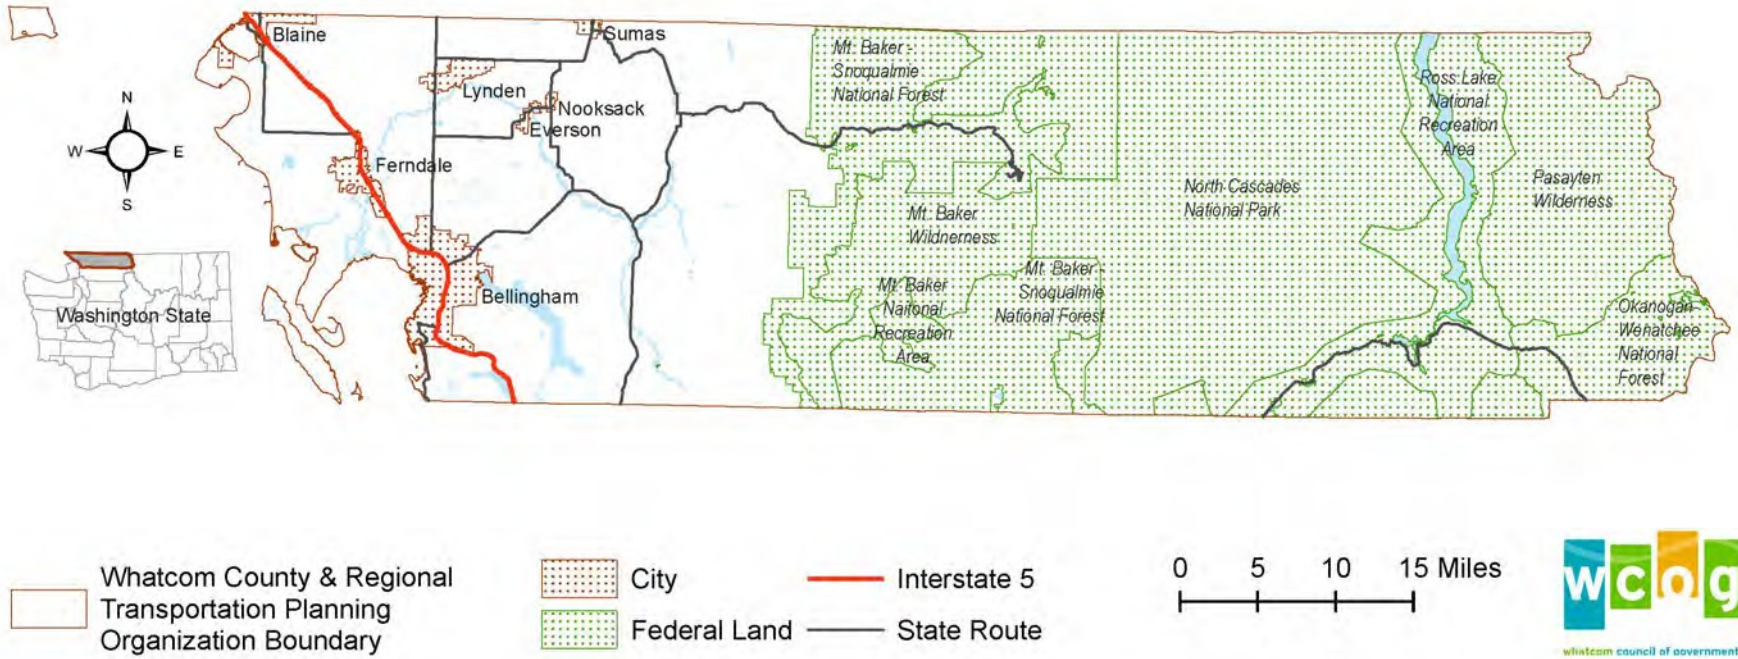 Blaine
Sumas
Lynden
Nooksack
Everson
Ferndale
Bellingham
N
W
E
S
Washington State
Mt. Baker -
Snoqualmie
National Forest
Mt. Baker
Wildnerness
Mt. Baker
Naitonal
Recreation
Area
Mt. Baker -
Snoqualmie
National Forest
North Cascades
National Park
Ross Lake
National
Recreation
Area
Pasayten
Wilderness
Okanogan-
Wenatchee
National
Forest
Whatcom County & Regional
Transportation Planning
Organization Boundary
City
Federal Land
Interstate 5
State Route
0 5 10 15 Miles
wcog
whatcom council of government